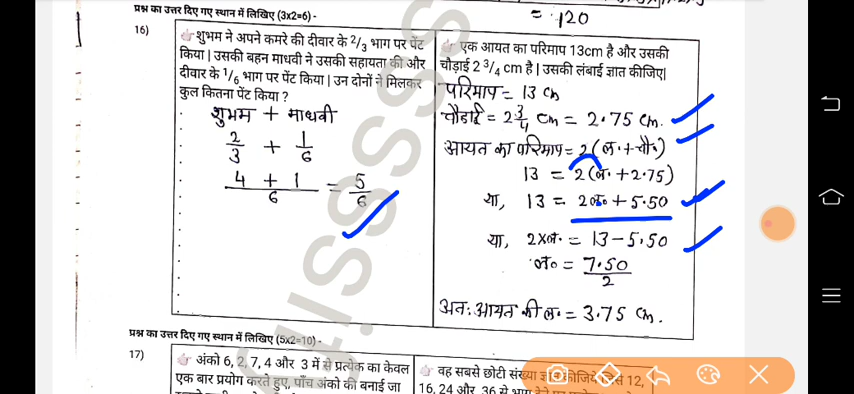 = 120
प्रश्न का उत्तर दिए गए स्थान में लिखिए (3x2=6) -
16)
👉शुभम ने अपने कमरे की दीवार के 2/3 भाग पर पेंट
किया | उसकी बहन माधवी ने उसकी सहायता की और
दीवार के 1/6 भाग पर पेंट किया | उन दोनों ने मिलकर
कुल कितना पेंट किया ?
शुभम + माधवी
2/3 + 1/6
4 + 1 / 6 = 5/6
👉 एक आयत का परिमाप 13cm है और उसकी
चौड़ाई 2 3/4 cm है | उसकी लंबाई ज्ञात कीजिए|
परिमाप = 13 cm
चौड़ाई = 2 3/4 cm = 2.75 cm.
आयत का परिमाप = 2(ल॰ + चौ॰)
13 = 2(ल॰ + 2.75)
या, 13 = 2ल॰ + 5.50
या, 2×ल॰ = 13 - 5.50
ल॰ = 7.50/2
अतः आयत की ल॰ = 3.75 cm.
प्रश्न का उत्तर दिए गए स्थान में लिखिए (5x2=10) -
17)
👉 अंको 6, 2, 7, 4 और 3 में से प्रत्येक का केवल
एक बार प्रयोग करते हुए, पाँच अंको की बनाई जा
👉 वह सबसे छोटी संख्या ज्ञात कीजिये जिसे 12,
16, 24 और 36 से भाग